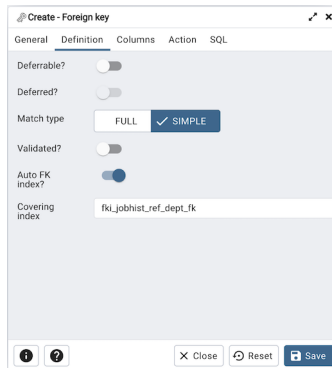 Create - Foreign key
General Definition Columns Action SQL
Deferrable?
Deferred?
Match type FULL SIMPLE
Validated?
Auto FK
index?
Covering
index
fki_jobhist_ref_dept_fk
Close Reset Save